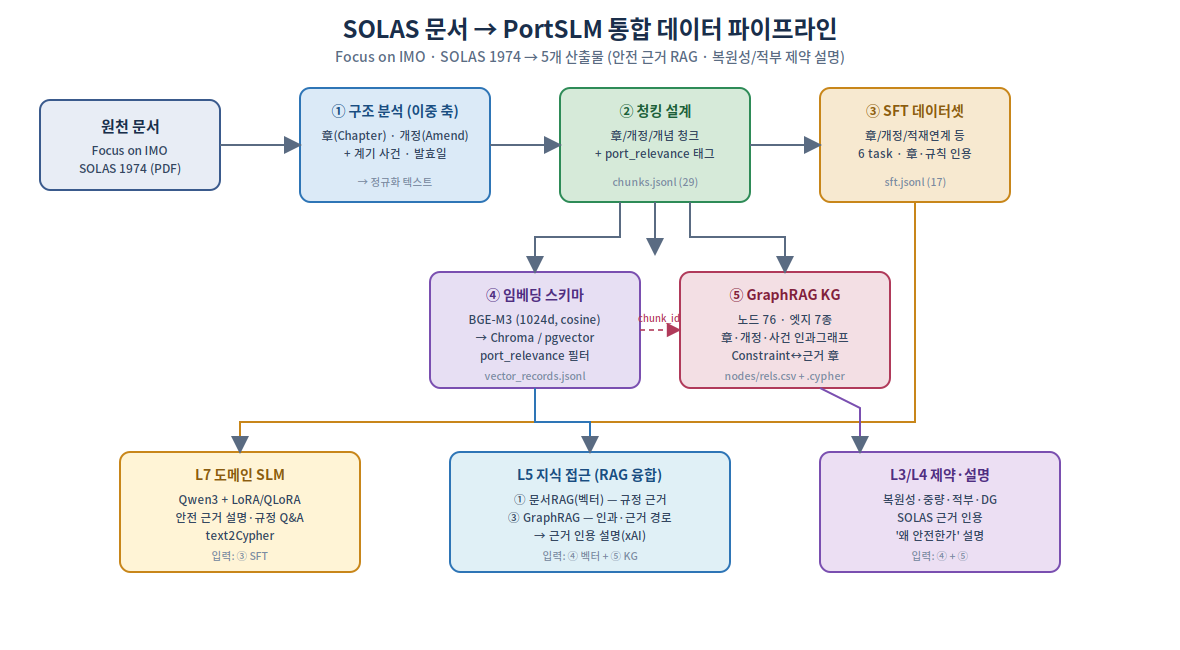 SOLAS 문서 → PortSLM 통합 데이터 파이프라인
Focus on IMO · SOLAS 1974 → 5개 산출물 (안전 근거 RAG · 복원성/적부 제약 설명)
원천 문서
Focus on IMO
SOLAS 1974 (PDF)
① 구조 분석 (이중 축)
章(Chapter) · 개정(Amend)
+ 계기 사건 · 발효일
→ 정규화 텍스트
② 청킹 설계
章/개정/개념 청크
+ port_relevance 태그
chunks.jsonl (29)
③ SFT 데이터셋
章/개정/적재연계 등
6 task · 章·규칙 인용
sft.jsonl (17)
④ 임베딩 스키마
BGE-M3 (1024d, cosine)
→ Chroma / pgvector
port_relevance 필터
vector_records.jsonl
chunk_id
⑤ GraphRAG KG
노드 76 · 엣지 7종
章·개정·사건 인과그래프
Constraint↔근거 章
nodes/rels.csv + .cypher
L7 도메인 SLM
Qwen3 + LoRA/QLoRA
안전 근거 설명·규정 Q&A
text2Cypher
입력: ③ SFT
L5 지식 접근 (RAG 융합)
① 문서RAG(벡터) — 규정 근거
③ GraphRAG — 인과·근거 경로
→ 근거 인용 설명(xAI)
입력: ④ 벡터 + ⑤ KG
L3/L4 제약·설명
복원성·중량·적부·DG
SOLAS 근거 인용
'왜 안전한가' 설명
입력: ④ + ⑤